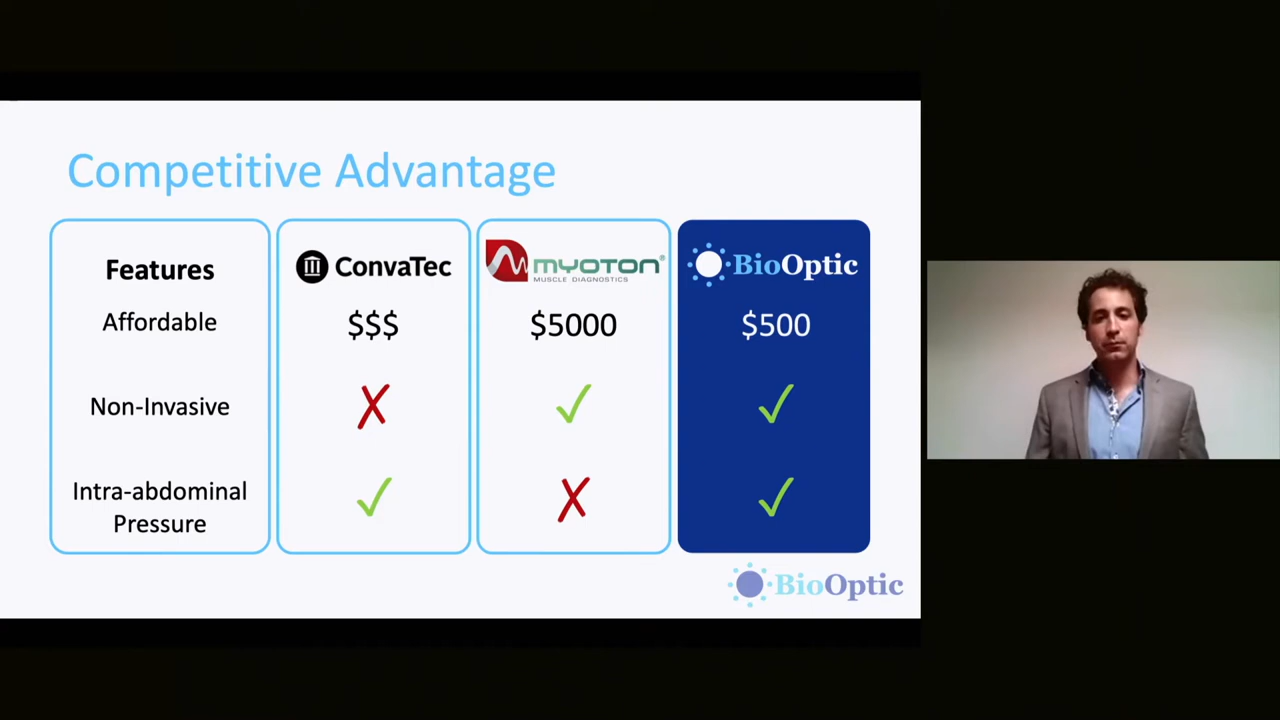 Competitive Advantage
Features
ConvaTec
MYOTON®
MUSCLE DIAGNOSTICS
BioOptic
Affordable
$$$
$5000
$500
Non-Invasive
✗
✓
✓
Intra-abdominal
Pressure
✓
✗
✓
BioOptic